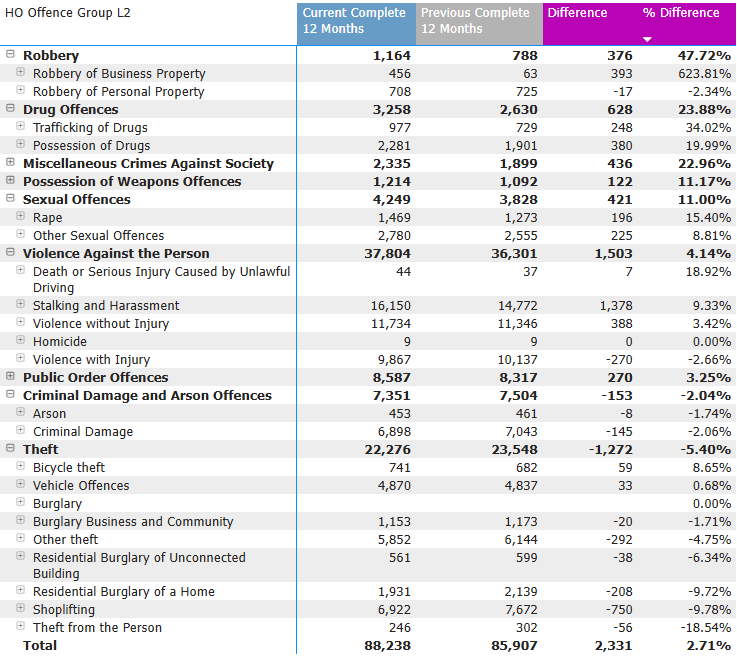 HO Offence Group L2 Current Complete Previous Complete Difference % Difference
12 Months 12 Months
Robbery 1,164 788 376 47.72%
Robbery of Business Property 456 63 393 623.81%
Robbery of Personal Property 708 725 -17 -2.34%
Drug Offences 3,258 2,630 628 23.88%
Trafficking of Drugs 977 729 248 34.02%
Possession of Drugs 2,281 1,901 380 19.99%
Miscellaneous Crimes Against Society 2,335 1,899 436 22.96%
Possession of Weapons Offences 1,214 1,092 122 11.17%
Sexual Offences 4,249 3,828 421 11.00%
Rape 1,469 1,273 196 15.40%
Other Sexual Offences 2,780 2,555 225 8.81%
Violence Against the Person 37,804 36,301 1,503 4.14%
Death or Serious Injury Caused by Unlawful 44 37 7 18.92%
Driving
Stalking and Harassment 16,150 14,772 1,378 9.33%
Violence without Injury 11,734 11,346 388 3.42%
Homicide 9 9 0 0.00%
Violence with Injury 9,867 10,137 -270 -2.66%
Public Order Offences 8,587 8,317 270 3.25%
Criminal Damage and Arson Offences 7,351 7,504 -153 -2.04%
Arson 453 461 -8 -1.74%
Criminal Damage 6,898 7,043 -145 -2.06%
Theft 22,276 23,548 -1,272 -5.40%
Bicycle theft 741 682 59 8.65%
Vehicle Offences 4,870 4,837 33 0.68%
Burglary 0.00%
Burglary Business and Community 1,153 1,173 -20 -1.71%
Other theft 5,852 6,144 -292 -4.75%
Residential Burglary of Unconnected 561 599 -38 -6.34%
Building
Residential Burglary of a Home 1,931 2,139 -208 -9.72%
Shoplifting 6,922 7,672 -750 -9.78%
Theft from the Person 246 302 -56 -18.54%
Total 88,238 85,907 2,331 2.71%